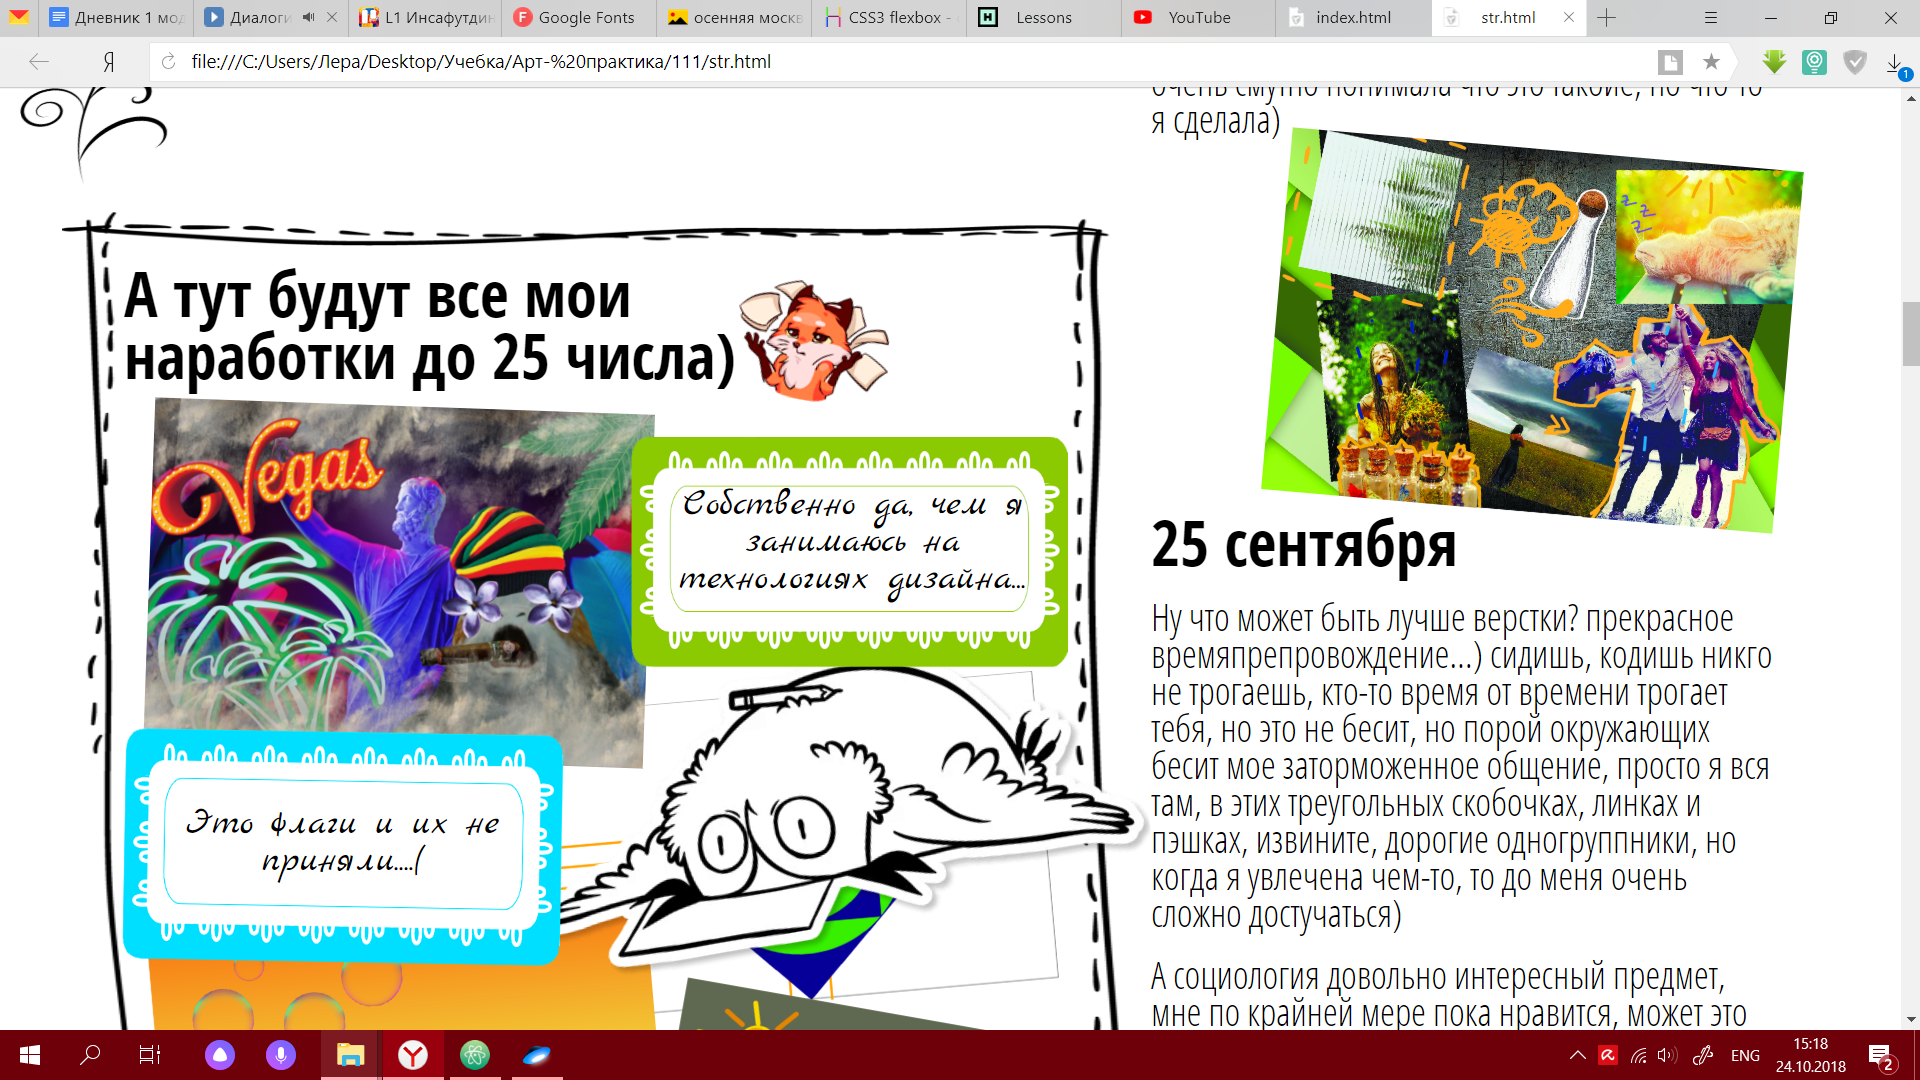 Дневник 1 мод
Диалоги
L1 Инсафутдин
Google Fonts
осенняя москв
CSS3 flexbox -
Lessons
YouTube
index.html
str.html
file:///C:/Users/Лера/Desktop/Учебка/Арт-%20практика/111/str.html
1
А тут будут все мои
наработки до 25 числа)
Vegas
Собственно да, чем я
занимаюсь на
технологиях дизайна...
Это флаги и их не
приняли....(
я сделала)
z z z
25 сентября
Ну что может быть лучше верстки? прекрасное
времяпрепровождение...) сидишь, кодишь никго
не трогаешь, кто-то время от времени трогает
тебя, но это не бесит, но порой окружающих
бесит мое заторможенное общение, просто я вся
там, в этих треугольных скобочках, линках и
пэшках, извините, дорогие одногруппники, но
когда я увлечена чем-то, то до меня очень
сложно достучаться)
А социология довольно интересный предмет,
мне по крайней мере пока нравится, может это
ENG
15:18
24.10.2018
2